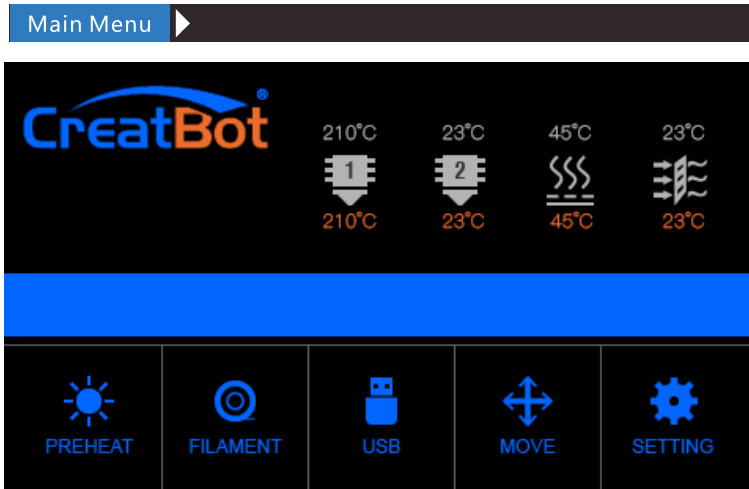 Main Menu
CreatBot®
210°C 23°C 45°C 23°C
1 2
210°C 23°C 45°C 23°C
PREHEAT FILAMENT USB MOVE SETTING